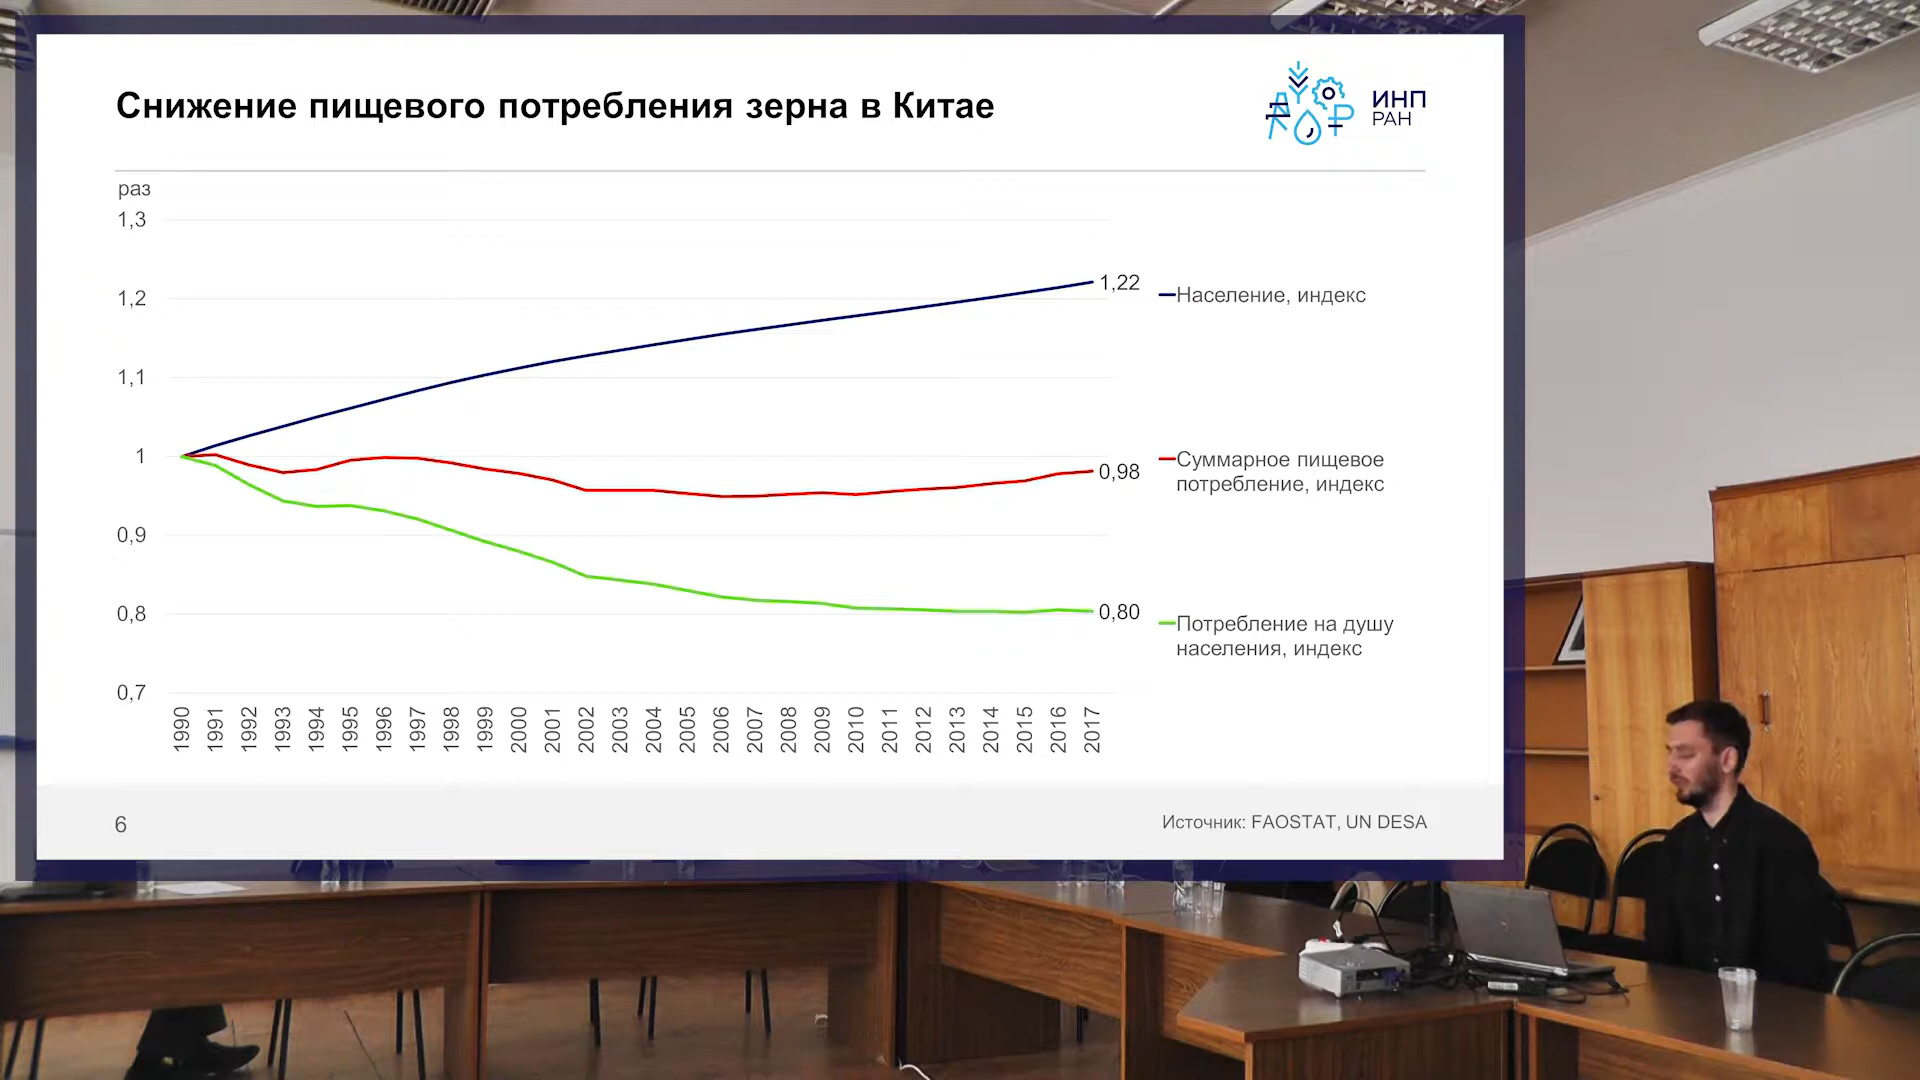 Снижение пищевого потребления зерна в Китае
ИНП
РАН
раз
1,3
1,2
1,1
1
0,9
0,8
0,7
1,22
0,98
0,80
Население, индекс
Суммарное пищевое
потребление, индекс
Потребление на душу
населения, индекс
1990 1991 1992 1993 1994 1995 1996 1997 1998 1999 2000 2001 2002 2003 2004 2005 2006 2007 2008 2009 2010 2011 2012 2013 2014 2015 2016 2017
6
Источник: FAOSTAT, UN DESA